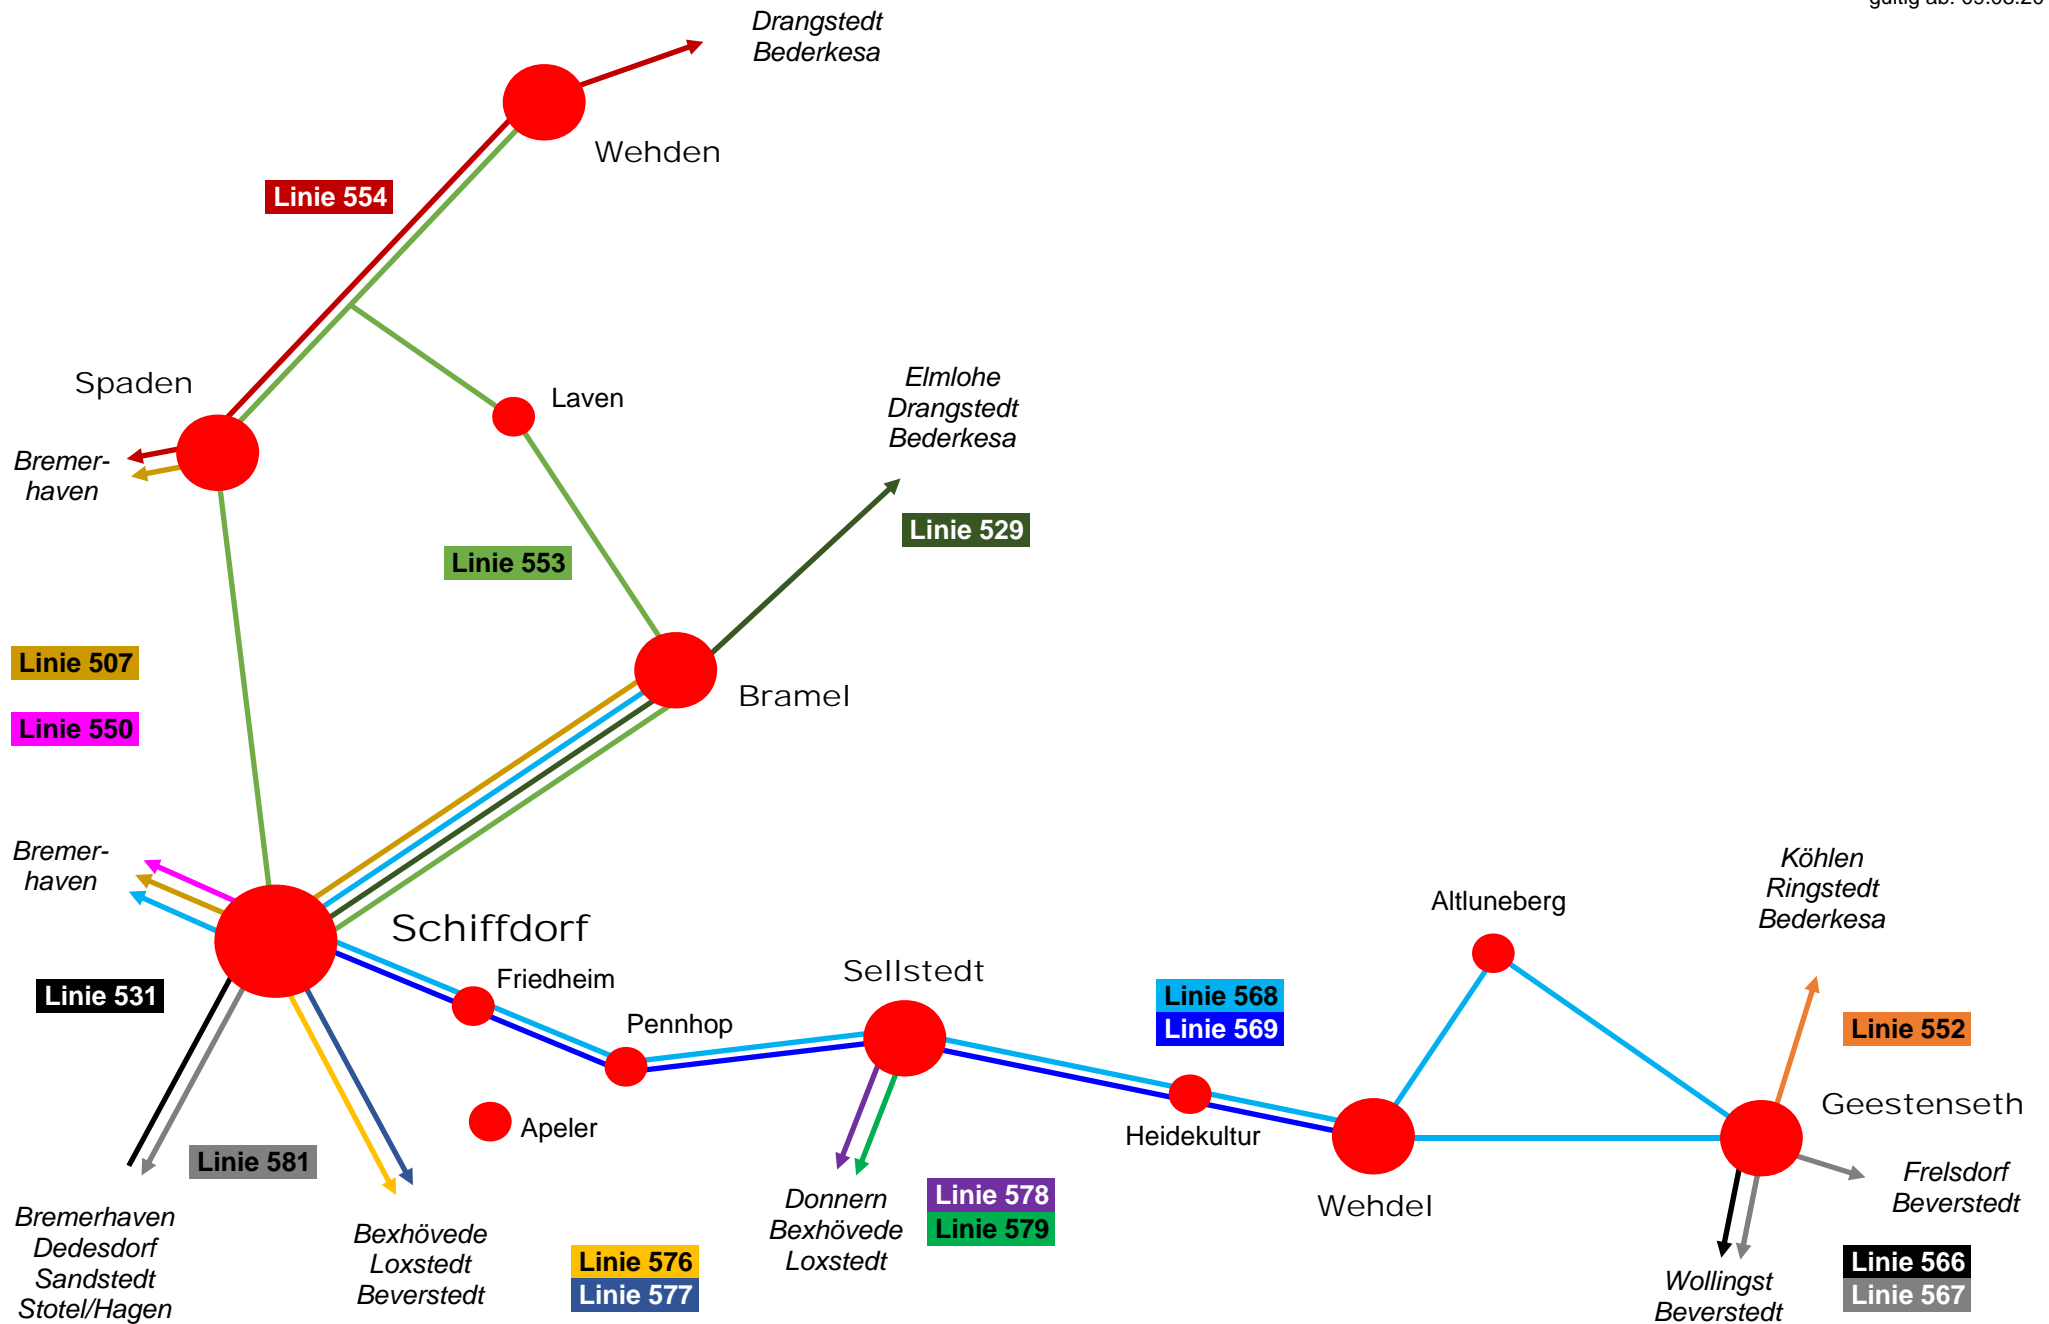 Drangstedt
Bederkesa
Wehden
Linie 554
Spaden
Laven
Elmlohe
Drangstedt
Bederkesa
Bremer-
haven
Linie 529
Linie 553
Linie 507
Linie 550
Bramel
Bremer-
haven
Schiffdorf
Friedheim
Linie 531
Pennhop
Sellstedt
Linie 568
Linie 569
Altluneberg
Köhlen
Ringstedt
Bederkesa
Linie 552
Geestenseth
Apeler
Heidekultur
Linie 581
Wehdel
Frelsdorf
Beverstedt
Bremerhaven
Dedesdorf
Sandstedt
Stotel/Hagen
Bexhövede
Loxstedt
Beverstedt
Linie 576
Linie 577
Donnern
Bexhövede
Loxstedt
Linie 578
Linie 579
Wollingst
Beverstedt
Linie 566
Linie 567